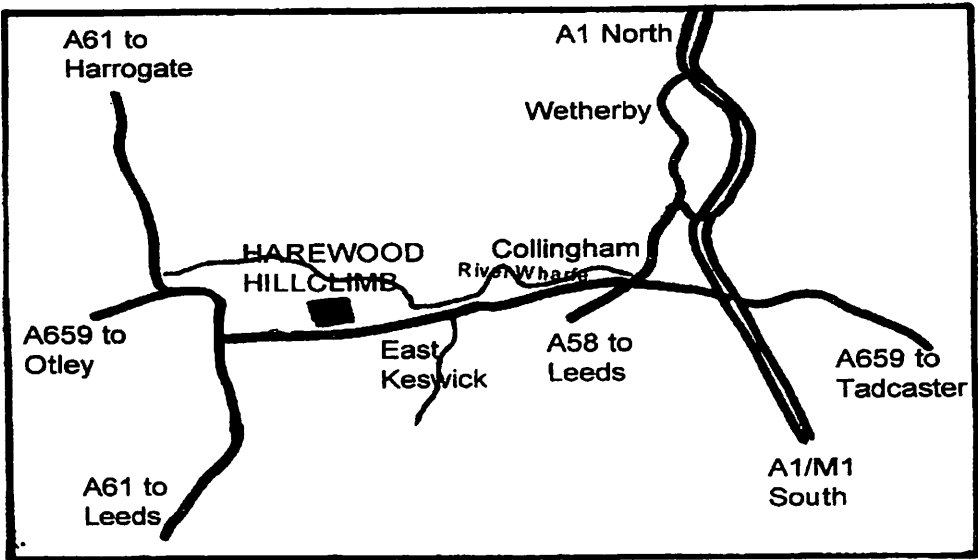 A61 to
Harrogate
A1 North
Wetherby
HAREWOOD
HILLCLIMB
Collingham
River Wharfe
A659 to
Otley
East
Keswick
A58 to
Leeds
A659 to
Tadcaster
A61 to
Leeds
A1/M1
South